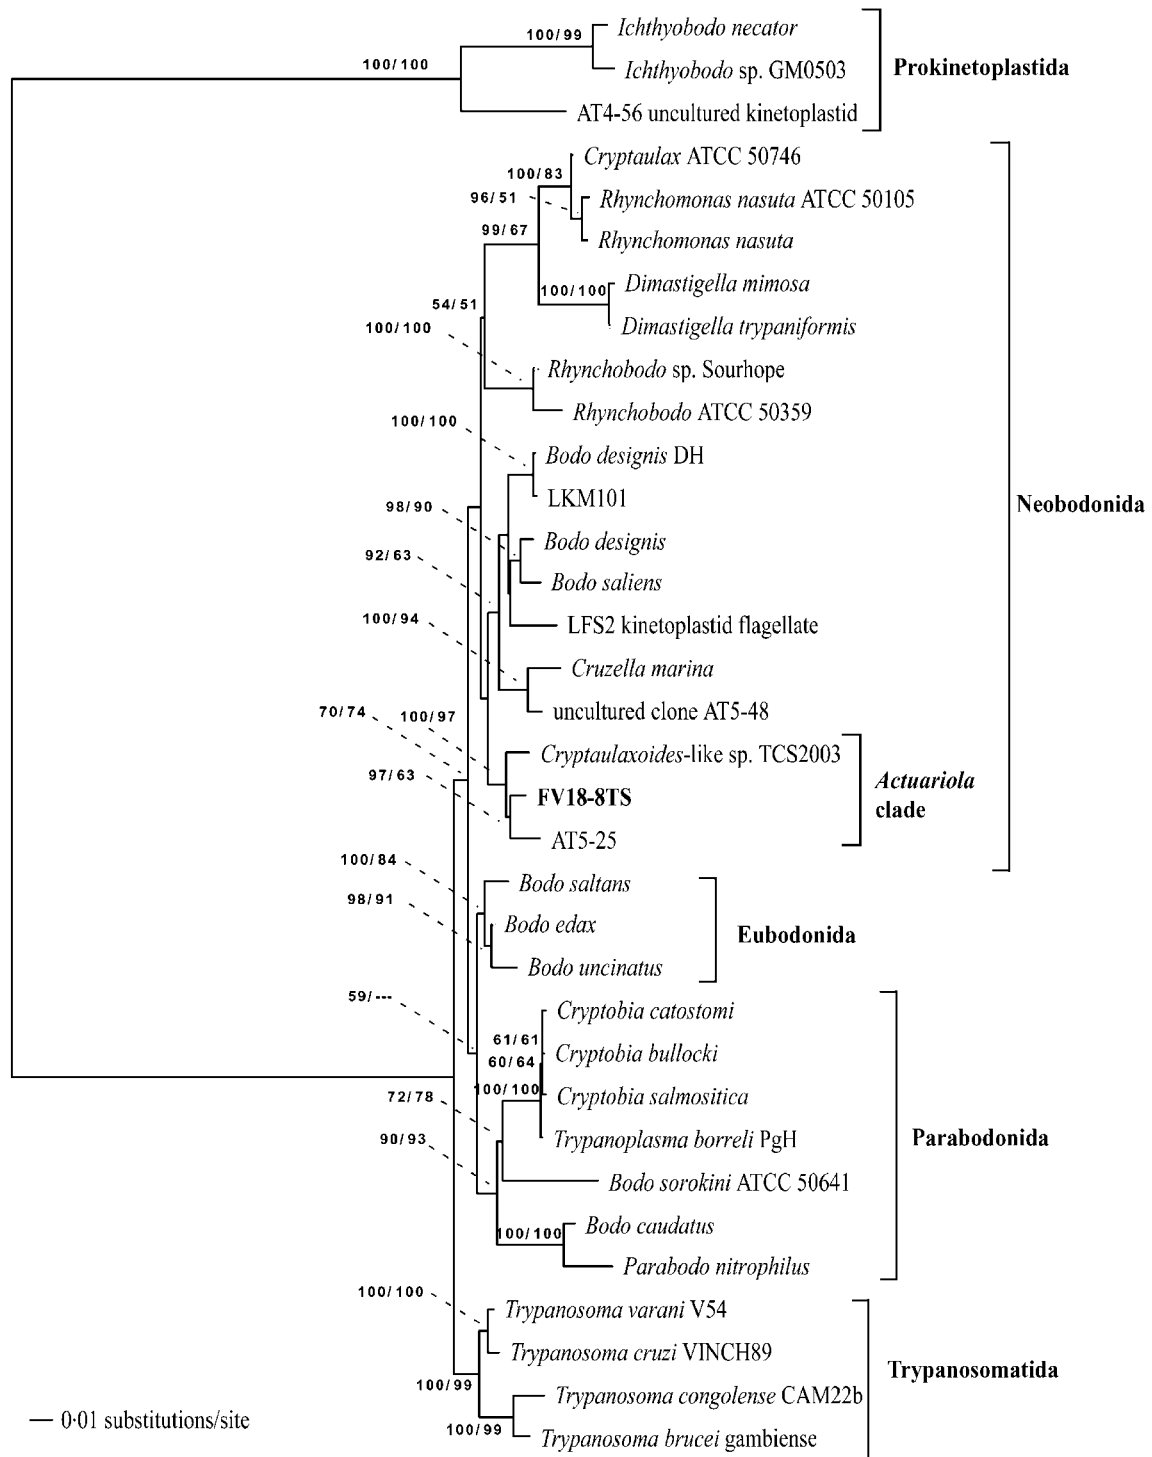 Ichthyobodo necator
100/99
Ichthyobodo sp. GM0503
Prokinetoplastida
100/100
AT4-56 uncultured kinetoplastid
Cryptaulax ATCC 50746
100/83
96/51
Rhynchomonas nasuta ATCC 50105
99/67
Rhynchomonas nasuta
Dimastigella mimosa
100/100
54/51
Dimastigella trypaniformis
100/100
Rhynchobodo sp. Sourhope
Rhynchobodo ATCC 50359
100/100
Bodo designis DH
LKM101
Neobodonida
98/90
Bodo designis
92/63
Bodo saliens
100/94
LFS2 kinetoplastid flagellate
Cruzella marina
uncultured clone AT5-48
70/74
100/97
Cryptaulaxoides-like sp. TCS2003
97/63
Actuariola
clade
FV18-8TS
AT5-25
100/84
Bodo saltans
98/91
Bodo edax
Eubodonida
Bodo uncinatus
59/---
Cryptobia catostomi
61/61
Cryptobia bullocki
60/64
100/100
Cryptobia salmositica
72/78
Trypanoplasma borreli PgH
Parabodonida
90/93
Bodo sorokini ATCC 50641
Bodo caudatus
100/100
Parabodo nitrophilus
100/100
Trypanosoma varani V54
Trypanosoma cruzi VINCH89
Trypanosomatida
100/99
Trypanosoma congolense CAM22b
0·01 substitutions/site
100/99
Trypanosoma brucei gambiense